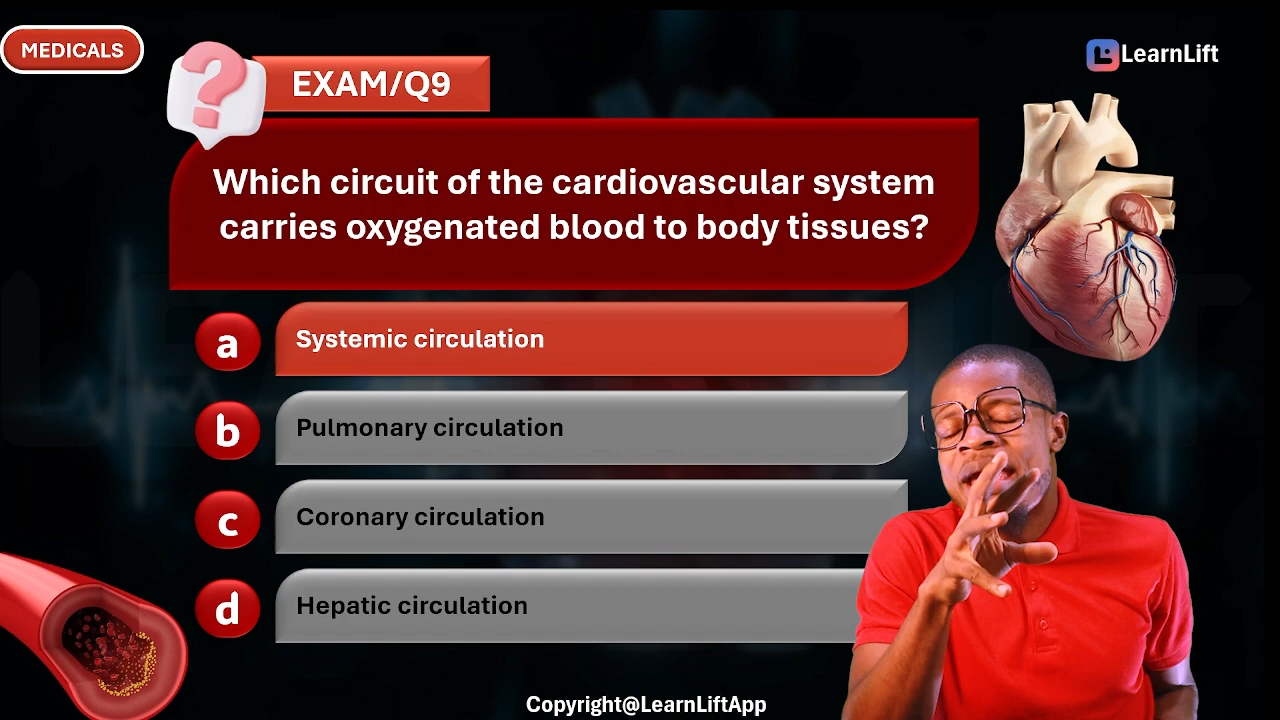 MEDICALS
LearnLift
EXAM/Q9
Which circuit of the cardiovascular system
carries oxygenated blood to body tissues?
a
Systemic circulation
b
Pulmonary circulation
c
Coronary circulation
d
Hepatic circulation
Copyright@LearnLiftApp